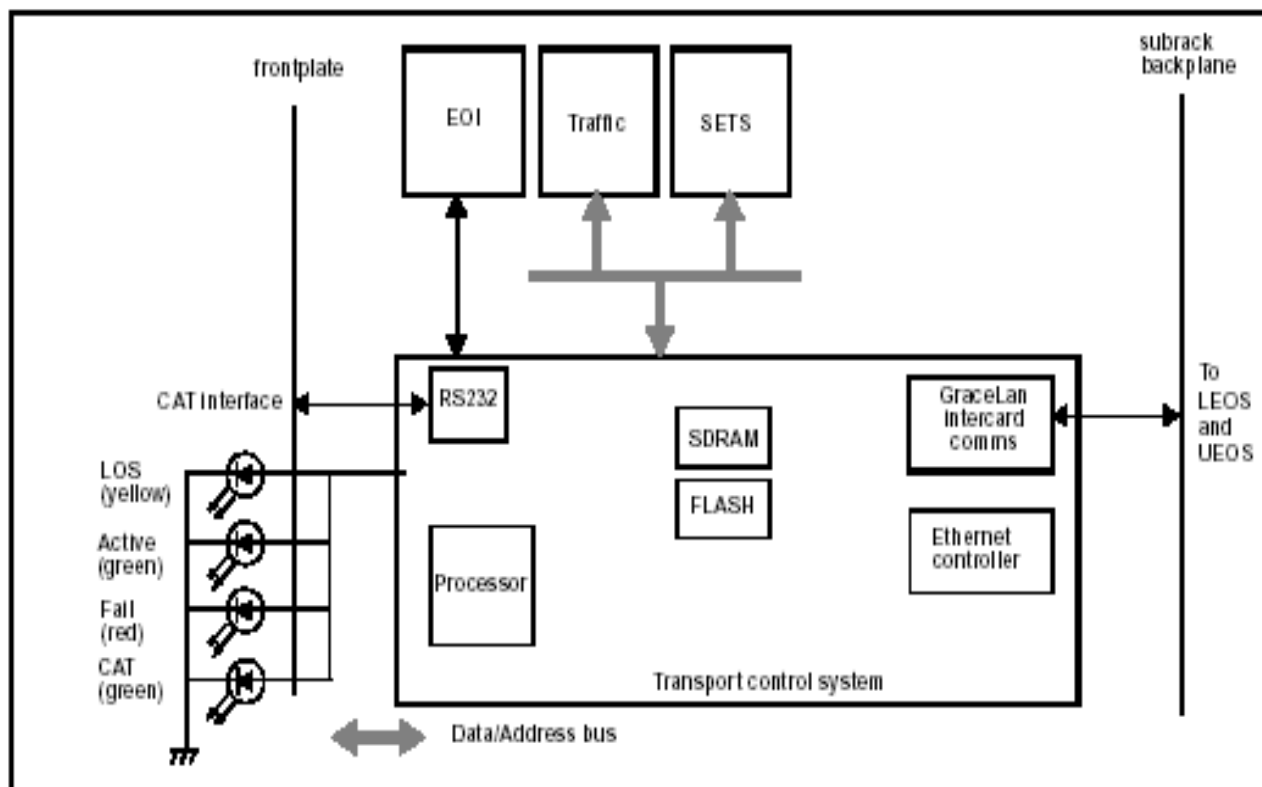 frontplate
subrack
backplane
EOI
Traffic
SETS
CAT interface
RS232
GraceLan
intercard
comms
To
LEOS
and
UEOS
SDRAM
FLASH
LOS
(yellow)
Active
(green)
Fail
(red)
CAT
(green)
Processor
Ethernet
controller
Transport control system
Data/Address bus